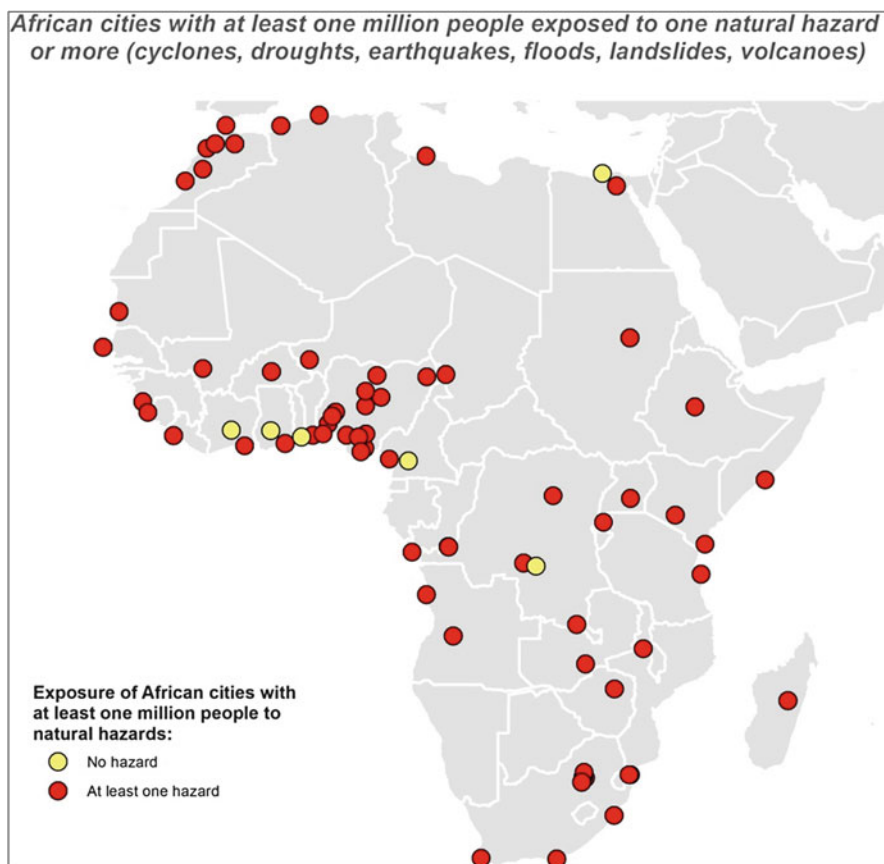 African cities with at least one million people exposed to one natural hazard
or more (cyclones, droughts, earthquakes, floods, landslides, volcanoes)
Exposure of African cities with
at least one million people to
natural hazards:
No hazard
At least one hazard